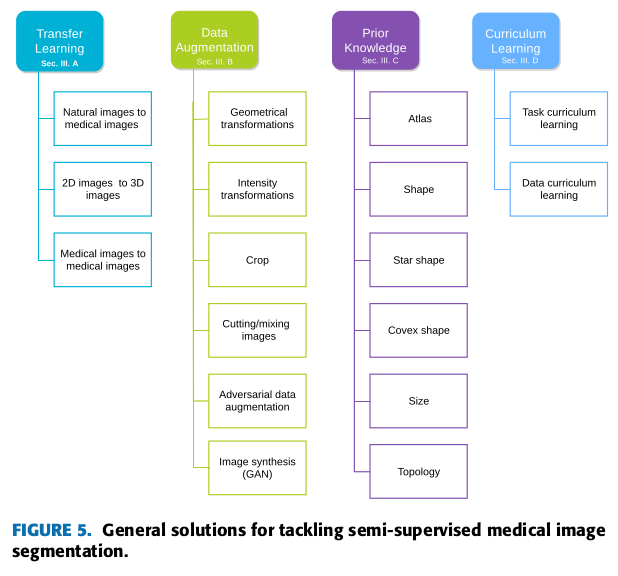 Transfer
Learning
Sec. III. A
Natural images to
medical images
2D images to 3D
images
Medical images to
medical images
Data
Augmentation
Sec. III. B
Geometrical
transformations
Intensity
transformations
Crop
Cutting/mixing
images
Adversarial data
augmentation
Image synthesis
(GAN)
Prior
Knowledge
Sec. III. C
Atlas
Shape
Star shape
Covex shape
Size
Topology
Curriculum
Learning
Sec. III. D
Task curriculum
learning
Data curriculum
learning
FIGURE 5. General solutions for tackling semi-supervised medical image
segmentation.